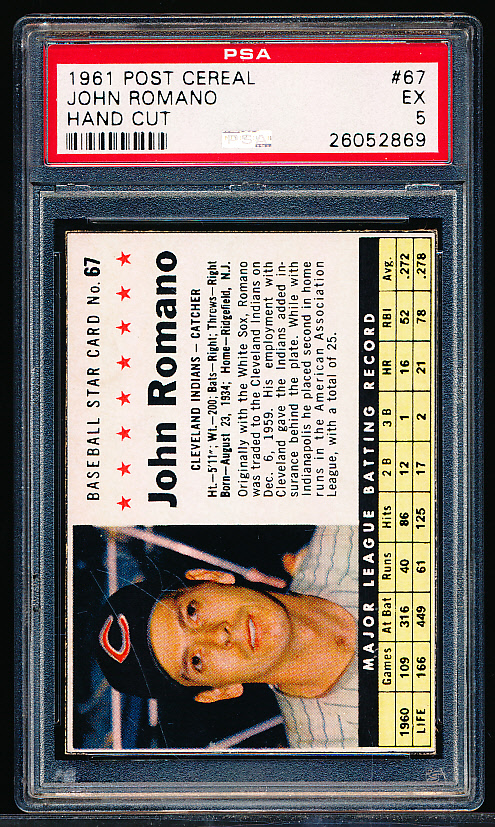 PSA
1961 POST CEREAL #67
JOHN ROMANO EX
HAND CUT 5
26052869
BASEBALL STAR CARD No. 67
John Romano
CLEVELAND INDIANS — CATCHER
Ht.—5'11"; Wt.—200; Bats—Right; Throws—Right
Born—August 23, 1934; Home—Ridgefield, N.J.
Originally with the White Sox, Romano
was traded to the Cleveland Indians on
Dec. 6, 1959. His employment with
Cleveland gave the Indians added in-
surance behind the plate. While with
Indianapolis he placed second in home
runs in the American Association
League, with a total of 25.
C
MAJOR LEAGUE BATTING RECORD
Games At Bat Runs Hits 2 B 3 B HR RBI Avg.
1960 109 316 40 86 12 1 16 52 .272
LIFE 166 449 61 125 17 2 21 78 .278